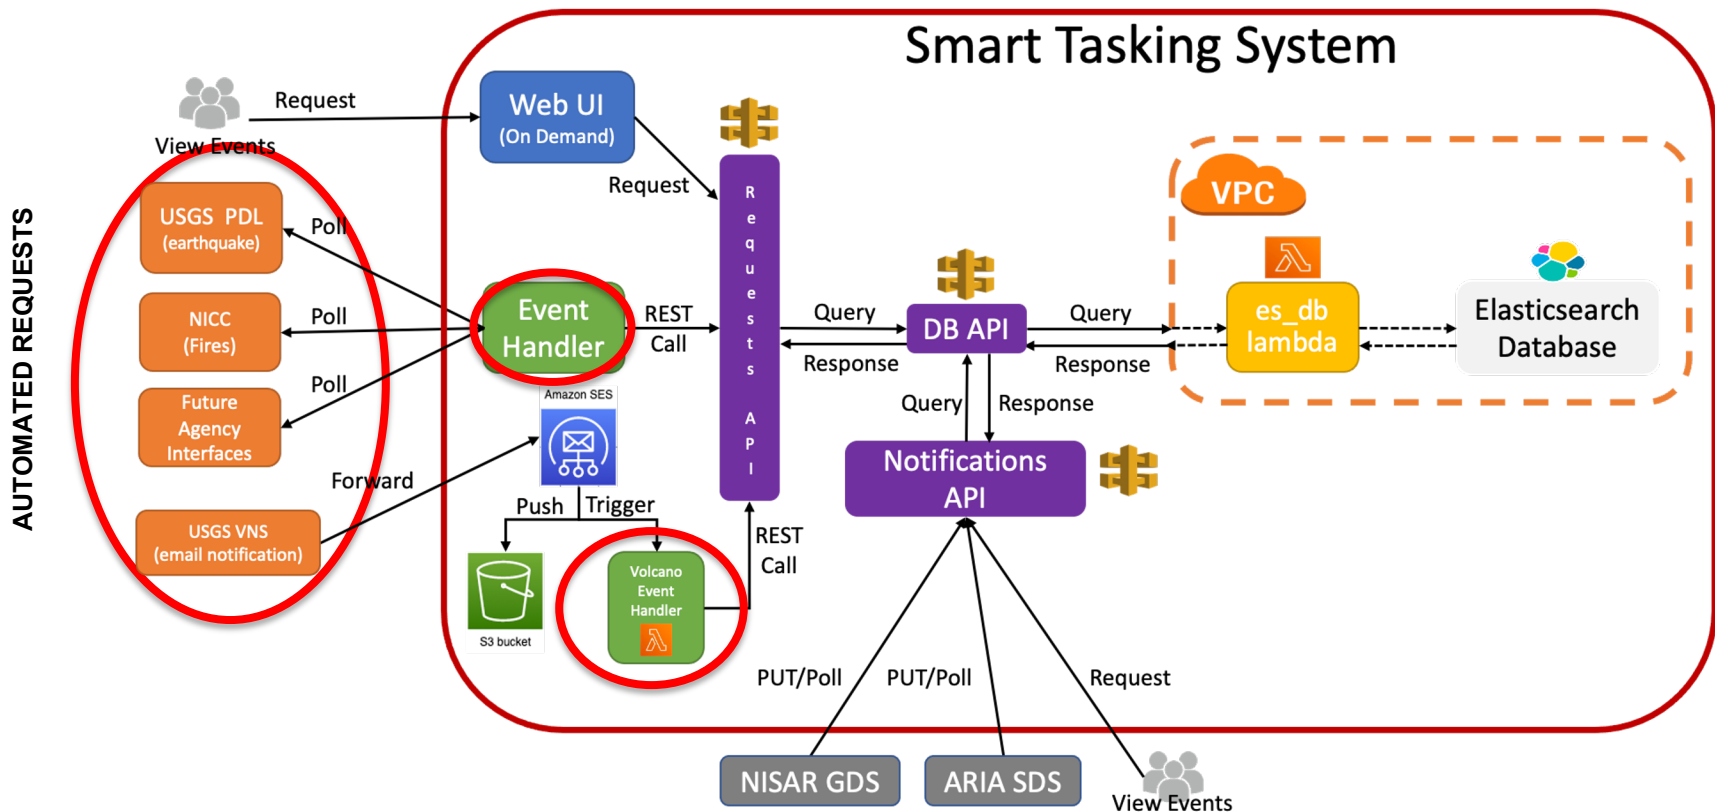 Smart Tasking System
AUTOMATED REQUESTS
View Events
Request
Web UI
(On Demand)
Request
USGS PDL
(earthquake)
Poll
NICC
(Fires)
Poll
Future
Agency
Interfaces
Poll
USGS VNS
(email notification)
Forward
Event
Handler
REST
Call
Amazon SES
Push
Trigger
S3 bucket
Volcano
Event
Handler
REST
Call
Requests API
Query
Response
DB API
Query
Response
VPC
es_db
lambda
Elasticsearch
Database
Query
Response
Notifications
API
PUT/Poll
PUT/Poll
Request
NISAR GDS
ARIA SDS
View Events